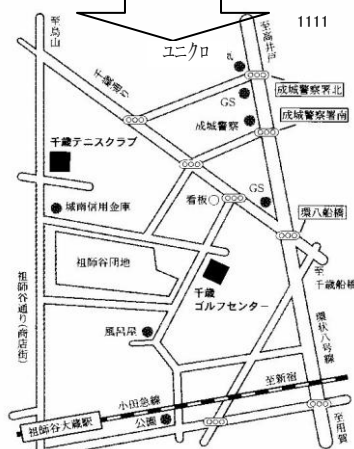 1111
ユニクロ
至烏山
至高井戸
千歳通り
GS
成城警察署北
成城警察
成城警察署南
千歳テニスクラブ
城南信用金庫
看板
GS
環八船橋
祖師谷団地
千歳
ゴルフセンター
至
千歳船橋
祖師谷通り(商店街)
環状八号線
風呂屋
小田急線
至新宿
祖師谷大蔵駅
公園
至用賀